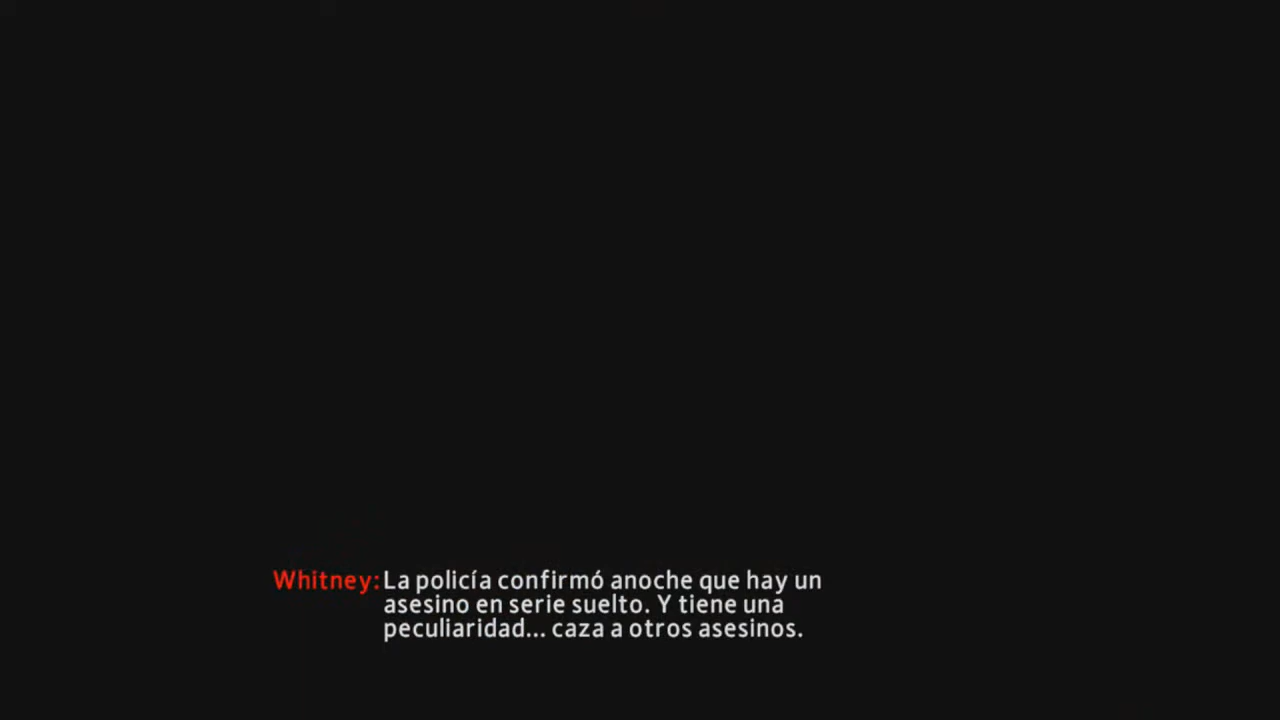 Whitney: La policía confirmó anoche que hay un
asesino en serie suelto. Y tiene una
peculiaridad... caza a otros asesinos.